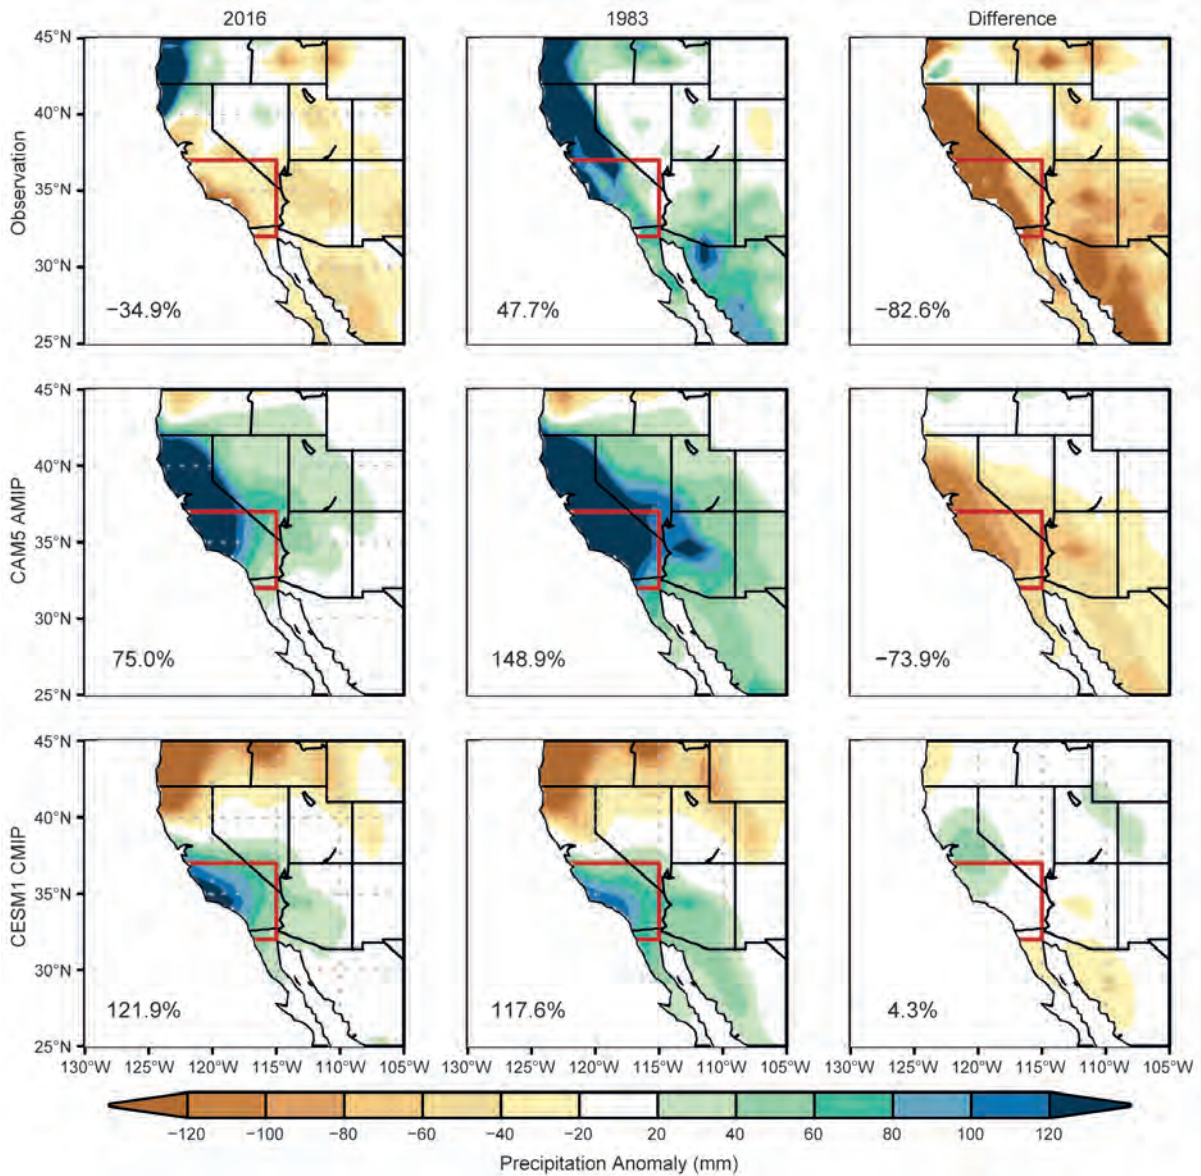 2016 1983 Difference
45°N
40°N
35°N
30°N
25°N
Observation
−34.9% 47.7% −82.6%
45°N
40°N
35°N
30°N
25°N
CAM5 AMIP
75.0% 148.9% −73.9%
45°N
40°N
35°N
30°N
25°N
CESM1 CMIP
121.9% 117.6% 4.3%
130°W 125°W 120°W 115°W 110°W 105°W 130°W 125°W 120°W 115°W 110°W 105°W 130°W 125°W 120°W 115°W 110°W 105°W
−120 −100 −80 −60 −40 −20 20 40 60 80 100 120
Precipitation Anomaly (mm)